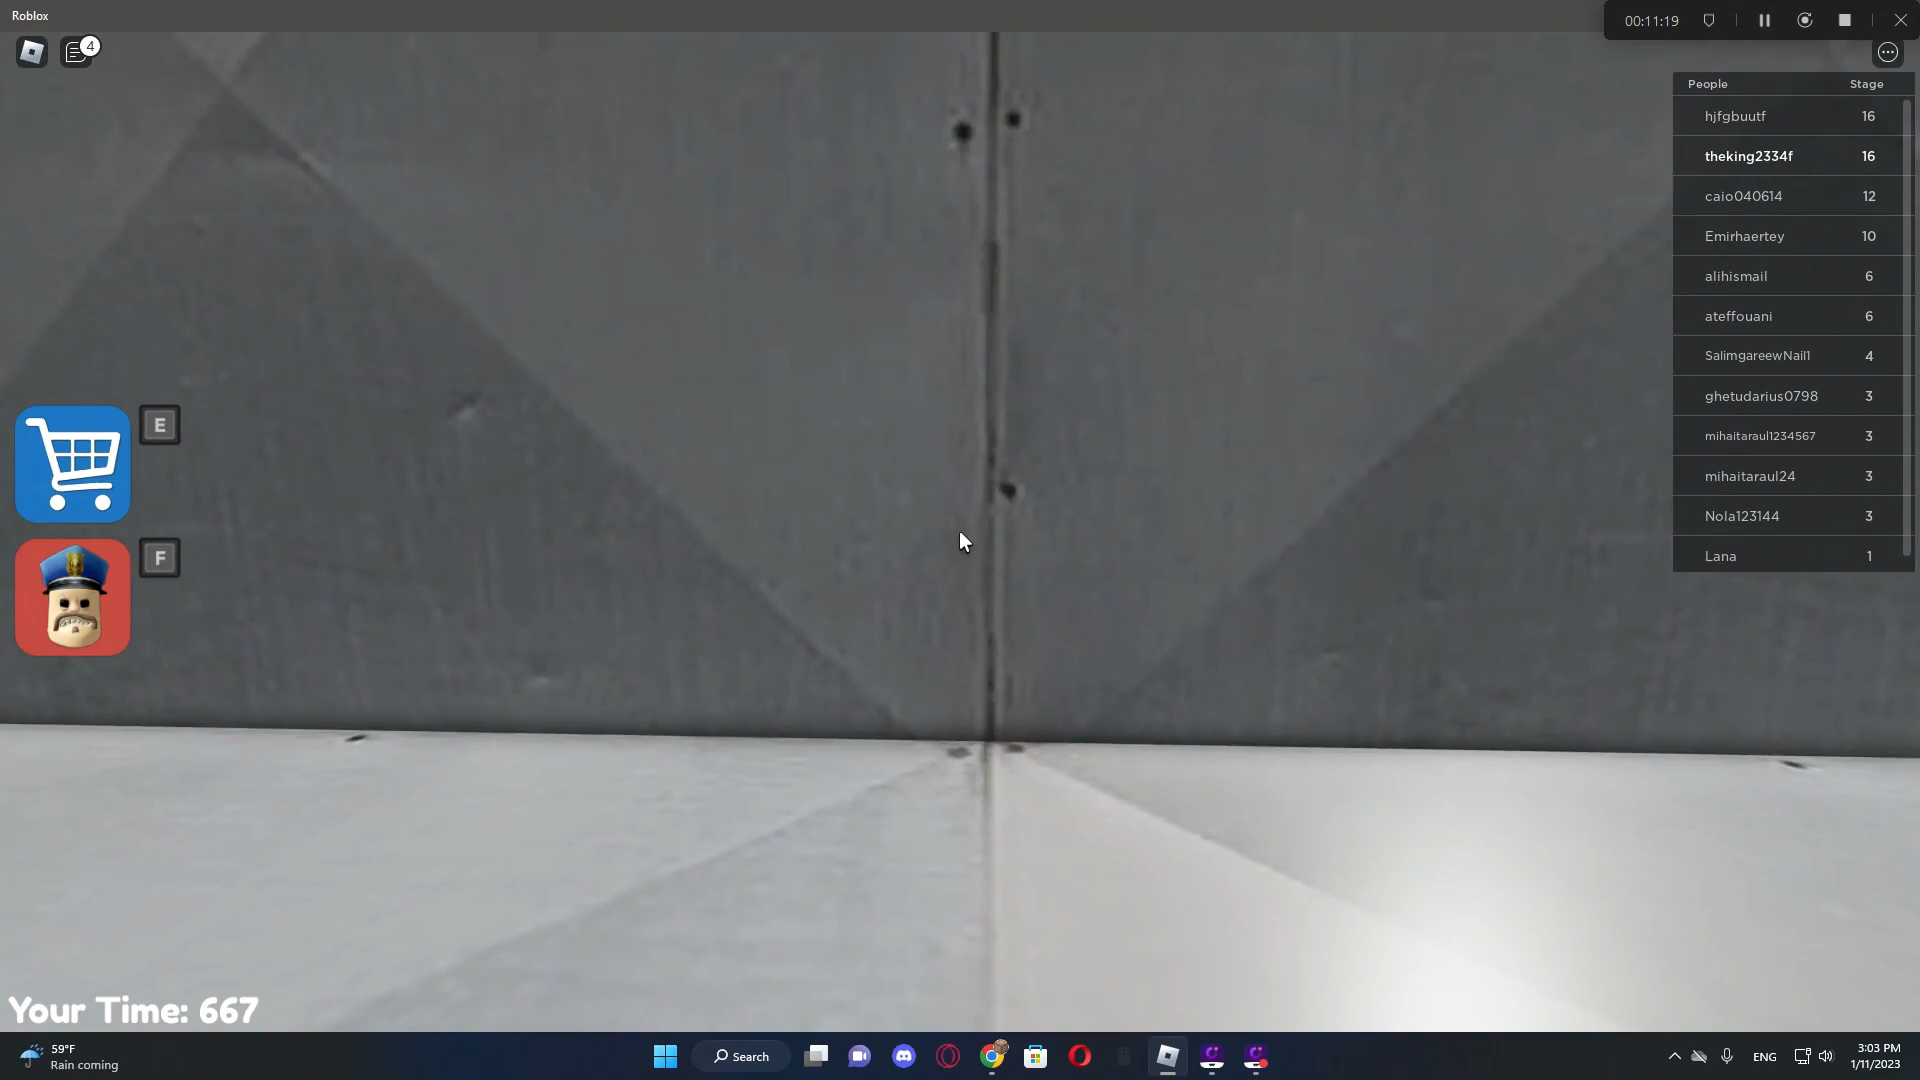 Roblox
00:11:19
4
People Stage
hjfgbuutf 16
theking2334f 16
caio040614 12
Emirhaertey 10
alihismail 6
ateffouani 6
SalimgareewNail1 4
ghetudarius0798 3
mihaitaraul1234567 3
mihaitaraul24 3
Nola123144 3
Lana 1
E
F
Your Time: 667
59°F
Rain coming
Search
ENG
3:03 PM
1/11/2023